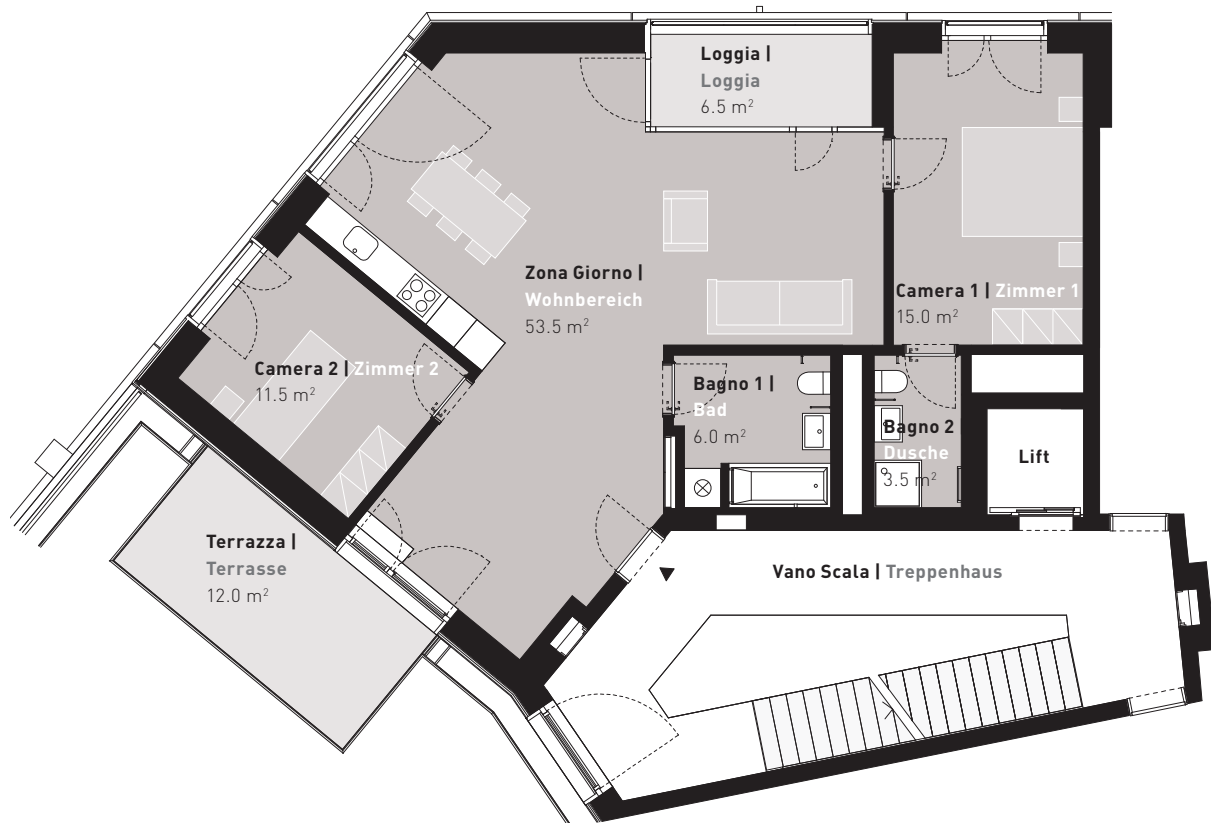 Loggia |
Loggia
6.5 m²
Zona Giorno |
Wohnbereich
53.5 m²
Camera 1 | Zimmer 1
15.0 m²
Camera 2 | Zimmer 2
11.5 m²
Bagno 1 |
Bad
6.0 m²
Bagno 2
Dusche
3.5 m²
Lift
Terrazza |
Terrasse
12.0 m²
Vano Scala | Treppenhaus